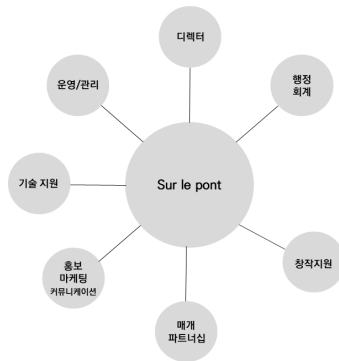 디렉터
운영/관리
행정
회계
기술 지원
Sur le pont
홍보
마케팅
커뮤니케이션
창작지원
매개
파트너십